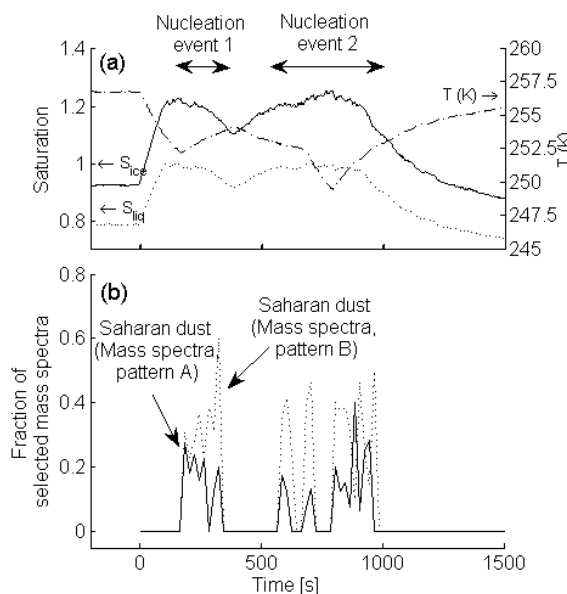 Nucleation
event 1
Nucleation
event 2
(a)
1.4
1.2
1
0.8
Saturation
← S_ice
← S_liq
T (K) →
260
257.5
255
252.5
250
247.5
245
T (K)
(b)
0.8
0.6
0.4
0.2
0
Fraction of
selected mass spectra
Saharan dust
(Mass spectra,
pattern A)
Saharan dust
(Mass spectra,
pattern B)
0
500
1000
1500
Time [s]